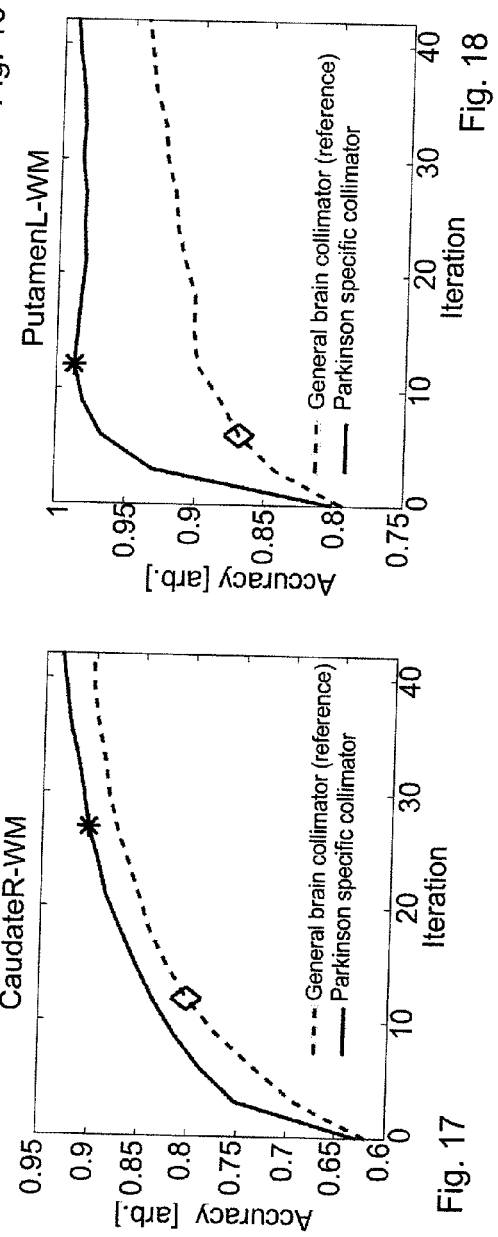 CaudateR-WM
Accuracy [arb.]
0.95
0.9
0.85
0.8
0.75
0.7
0.65
0.6
0
10
20
30
40
Iteration
General brain collimator (reference)
Parkinson specific collimator
Fig. 17
PutamenL-WM
Accuracy [arb.]
1
0.95
0.9
0.85
0.8
0.75
0
10
20
30
40
Iteration
General brain collimator (reference)
Parkinson specific collimator
Fig. 18